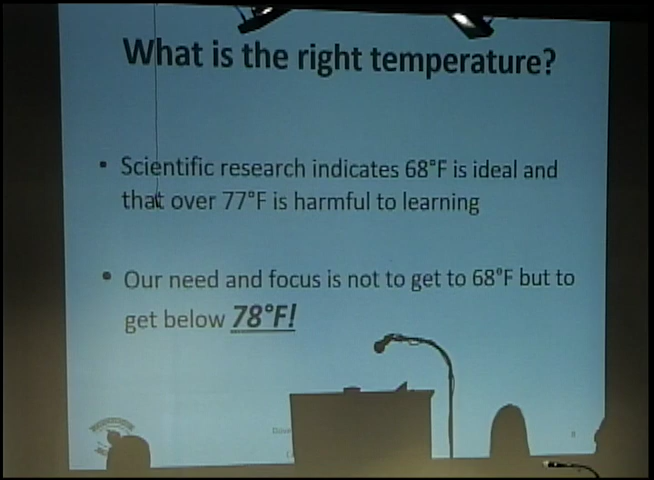 What is the right temperature?
• Scientific research indicates 68°F is ideal and
that over 77°F is harmful to learning
• Our need and focus is not to get to 68°F but to
get below 78°F!
8